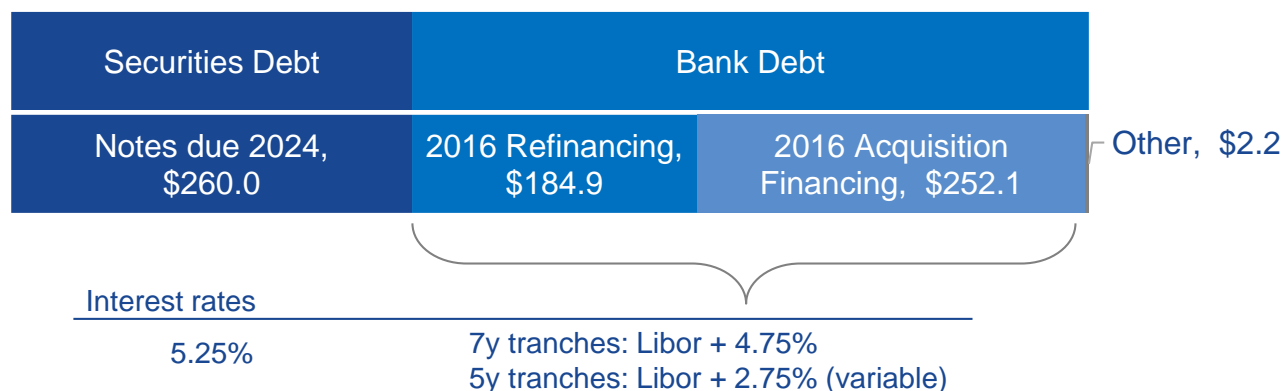 Securities Debt
Bank Debt
Notes due 2024,
$260.0
2016 Refinancing,
$184.9
2016 Acquisition
Financing, $252.1
Other, $2.2
Interest rates
5.25%
7y tranches: Libor + 4.75%
5y tranches: Libor + 2.75% (variable)